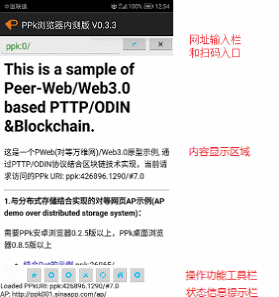 中国联通 100% 12:34
PPk浏览器内测版 V0.3.3
ppk:0/
网址输入栏
和扫码入口
This is a sample of
Peer-Web/Web3.0
based PTTP/ODIN
&Blockchain.
这是一个PWeb(对等万维网)/Web3.0原型示例, 通
过PTTP/ODIN协议结合区块链技术实现。当前请
求访问的PPk URI: ppk:426896.1290/#7.0
内容显示区域
1.与分布式存储结合实现的对等网页AP示例(AP
demo over distributed storage system):
需要PPk安卓浏览器0.2.5版以上，PPk桌面浏览
器0.8.5版以上
操作功能工具栏
Loaded PPkURI: ppk:426896.1290/#7.0
AP: http://ppk001.sinaapp.com/ap/
状态信息提示栏